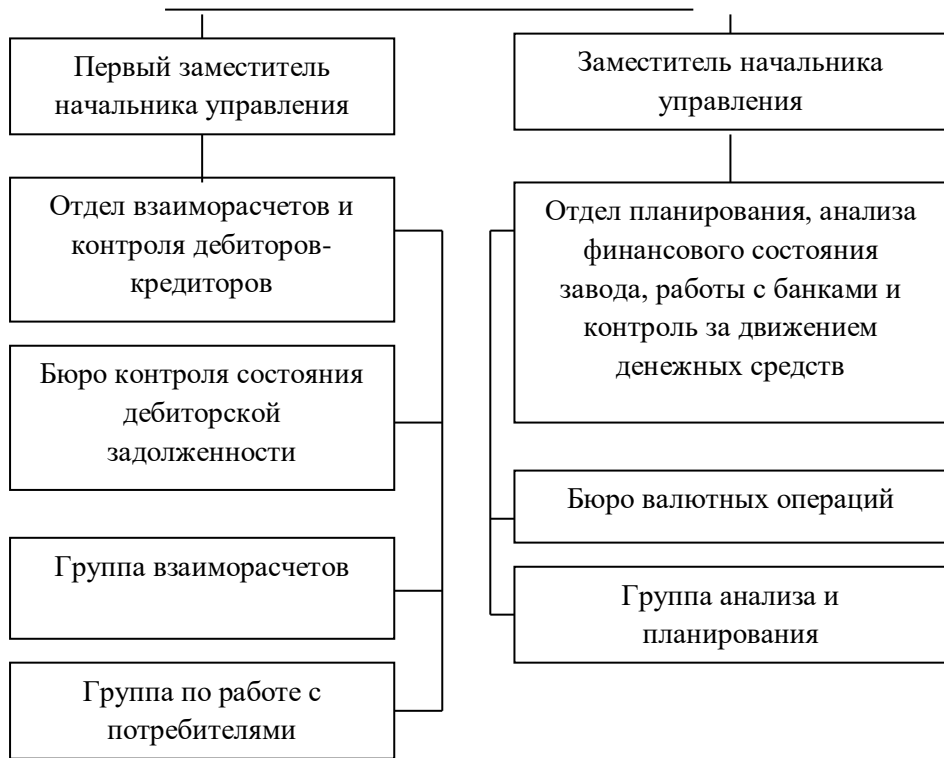 Первый заместитель
начальника управления
Заместитель начальника
управления
Отдел взаиморасчетов и
контроля дебиторов-
кредиторов
Отдел планирования, анализа
финансового состояния
завода, работы с банками и
контроль за движением
денежных средств
Бюро контроля состояния
дебиторской
задолженности
Бюро валютных операций
Группа взаиморасчетов
Группа анализа и
планирования
Группа по работе с
потребителями